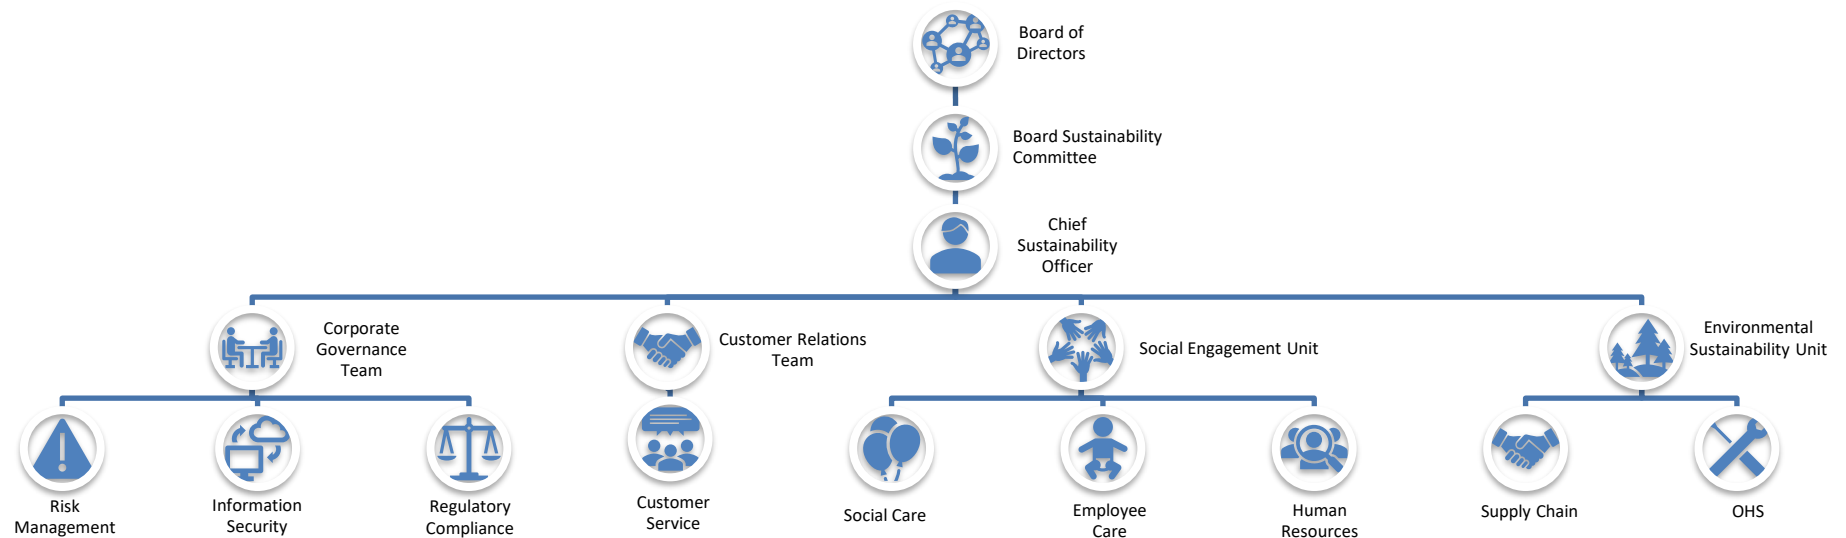 Board of
Directors
Board Sustainability
Committee
Chief
Sustainability
Officer
Corporate
Governance
Team
Customer Relations
Team
Social Engagement Unit
Environmental
Sustainability Unit
Risk
Management
Information
Security
Regulatory
Compliance
Customer
Service
Social Care
Employee
Care
Human
Resources
Supply Chain
OHS